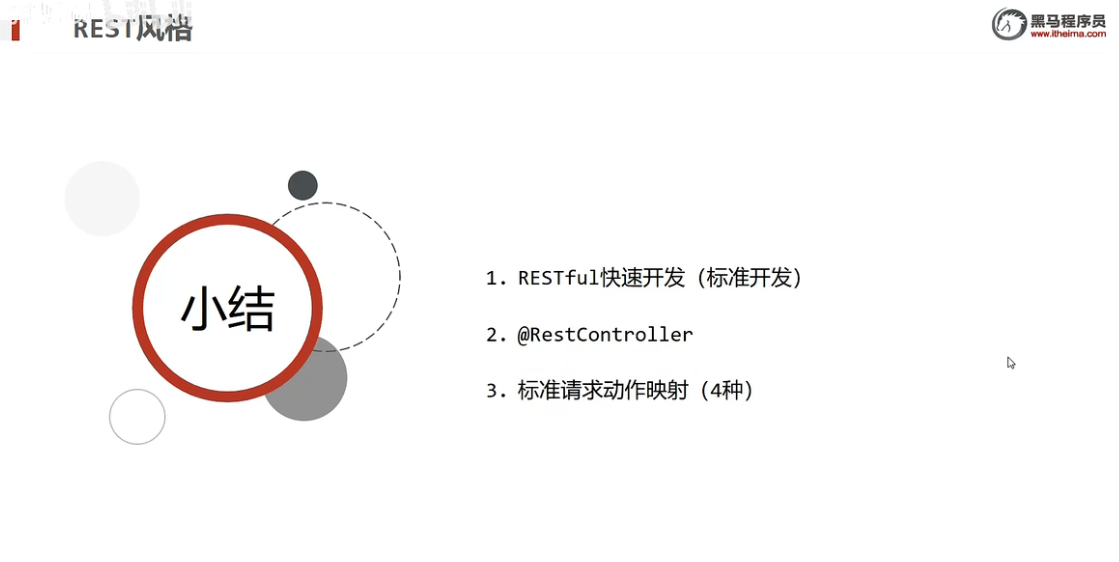 REST风格
黑马程序员
www.itheima.com
小结
1. RESTful快速开发（标准开发）
2. @RestController
3. 标准请求动作映射（4种）